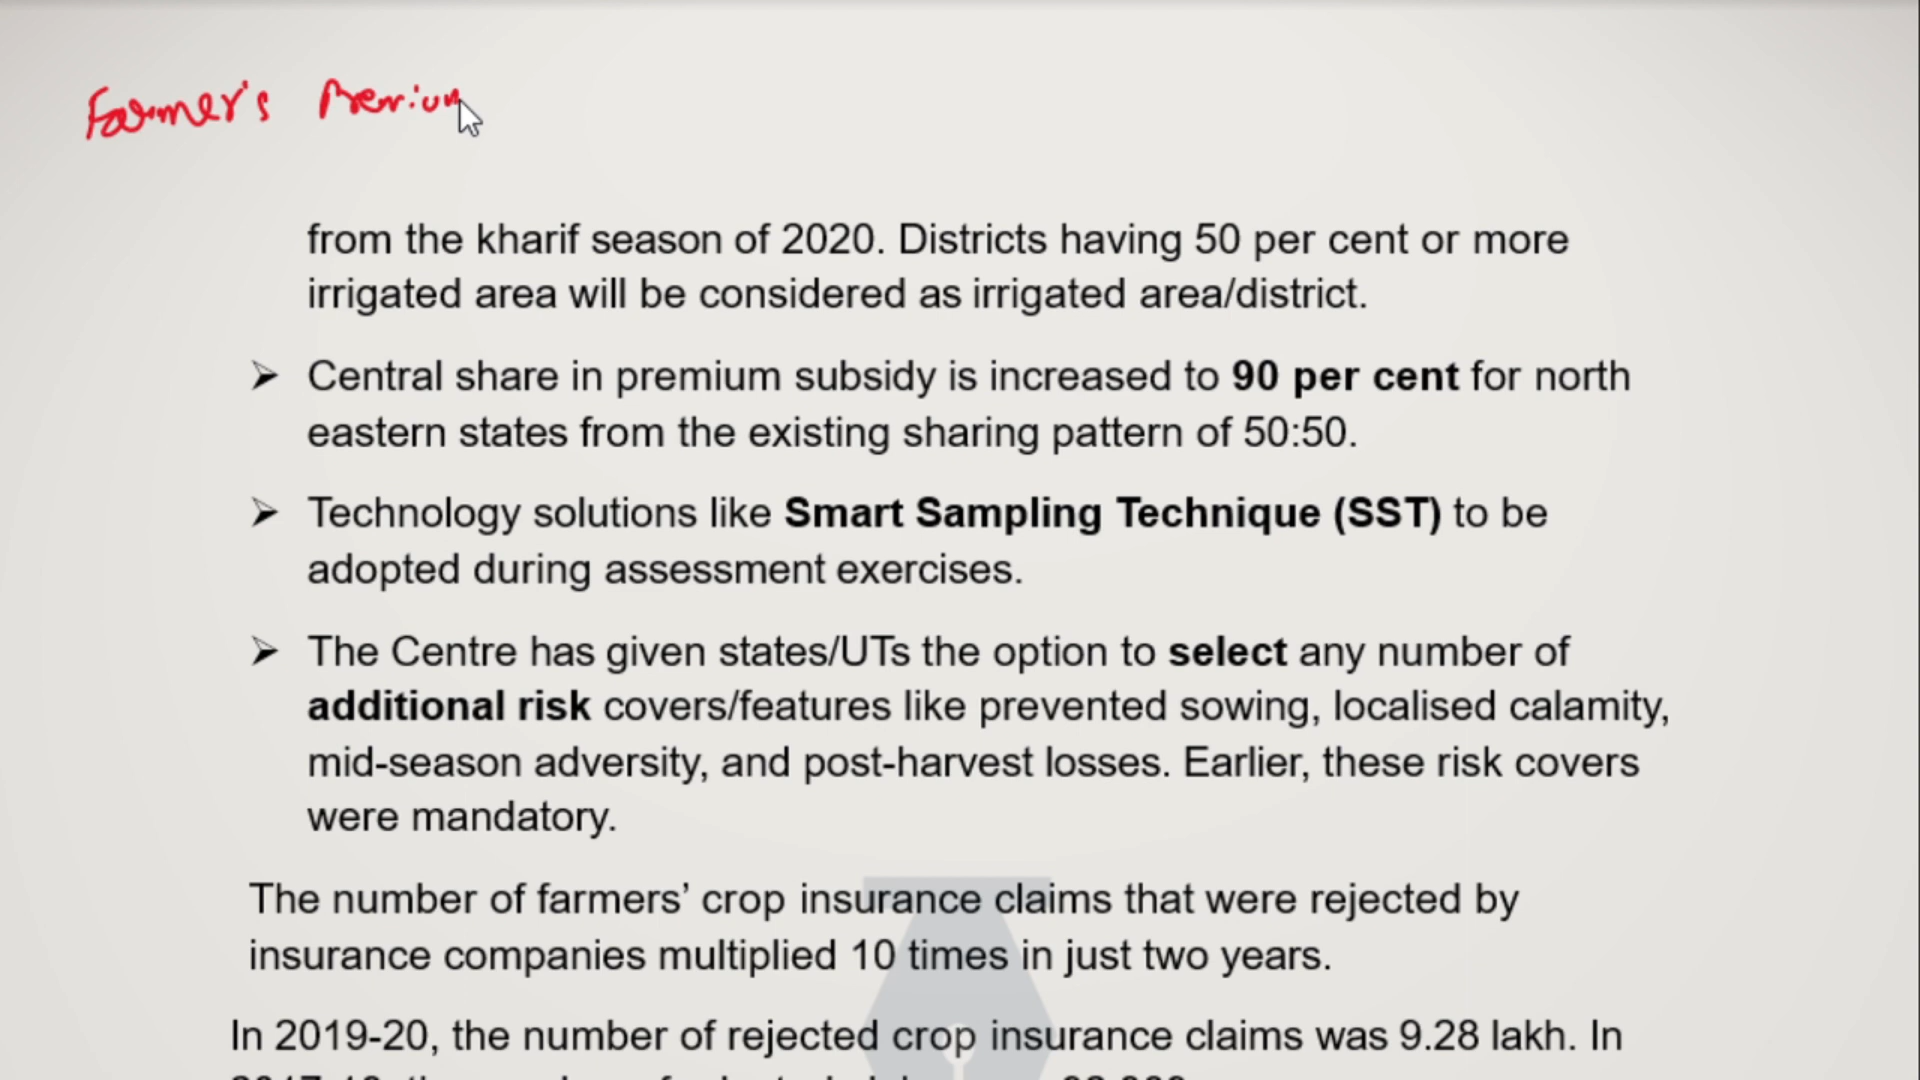 Farmer's Premium
from the kharif season of 2020. Districts having 50 per cent or more
irrigated area will be considered as irrigated area/district.
➢ Central share in premium subsidy is increased to 90 per cent for north
eastern states from the existing sharing pattern of 50:50.
➢ Technology solutions like Smart Sampling Technique (SST) to be
adopted during assessment exercises.
➢ The Centre has given states/UTs the option to select any number of
additional risk covers/features like prevented sowing, localised calamity,
mid-season adversity, and post-harvest losses. Earlier, these risk covers
were mandatory.
The number of farmers’ crop insurance claims that were rejected by
insurance companies multiplied 10 times in just two years.
In 2019-20, the number of rejected crop insurance claims was 9.28 lakh. In